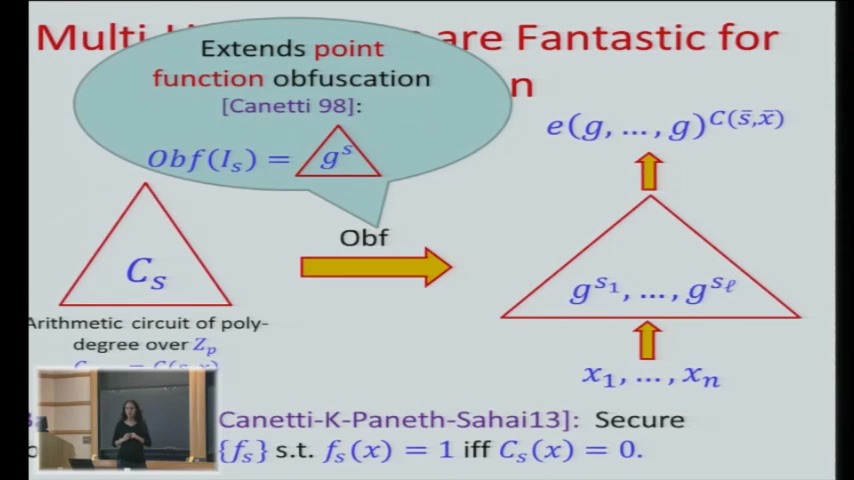 are Fantastic for
Extends point
function obfuscation
[Canetti 98]:
Obf(I_s) = g^s
e(g, ..., g)^{C(s̄,x̄)}
Obf
C_s
g^{s_1}, ..., g^{s_ℓ}
Arithmetic circuit of poly-
degree over Z_p
x_1, ..., x_n
Canetti-K-Paneth-Sahai13]: Secure
{f_s} s.t. f_s(x) = 1 iff C_s(x) = 0.